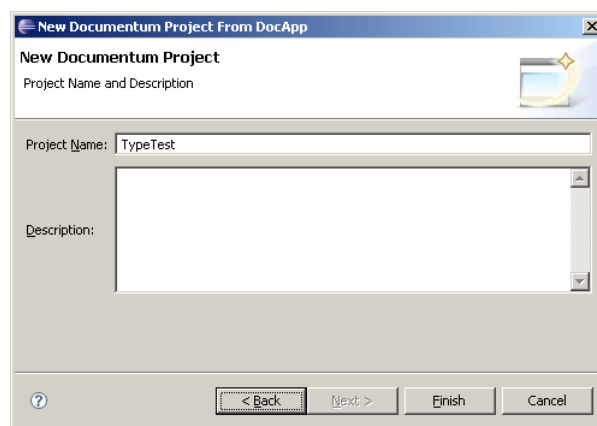 New Documentum Project From DocApp
New Documentum Project
Project Name and Description
Project Name: TypeTest
Description:
< Back Next > Finish Cancel